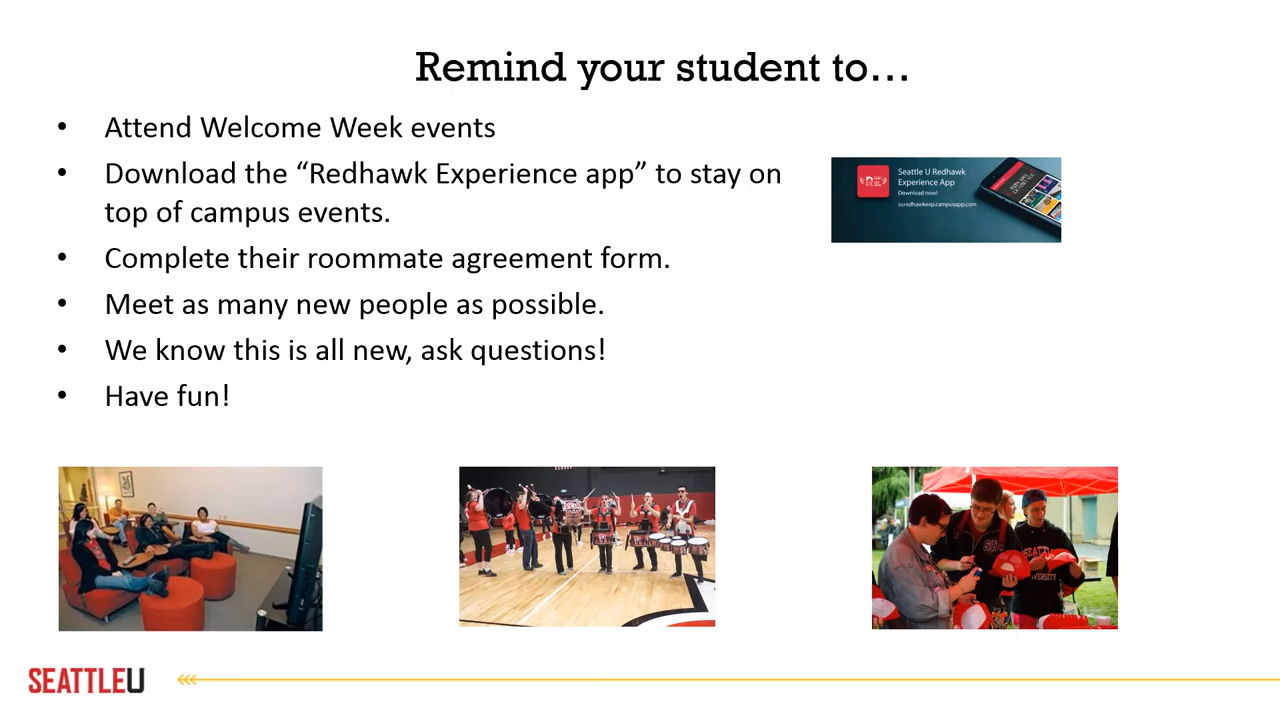 Remind your student to…
• Attend Welcome Week events
• Download the “Redhawk Experience app” to stay on
top of campus events.
• Complete their roommate agreement form.
• Meet as many new people as possible.
• We know this is all new, ask questions!
• Have fun!
Seattle U Redhawk
Experience App
Download now!
suredhawkexp.campusapp.com
SEATTLEU